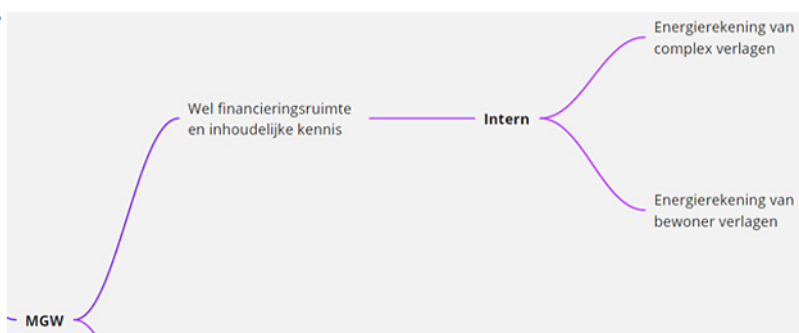 Energierekening van
complex verlagen
Wel financieringsruimte
en inhoudelijke kennis
Intern
Energierekening van
bewoner verlagen
MGW